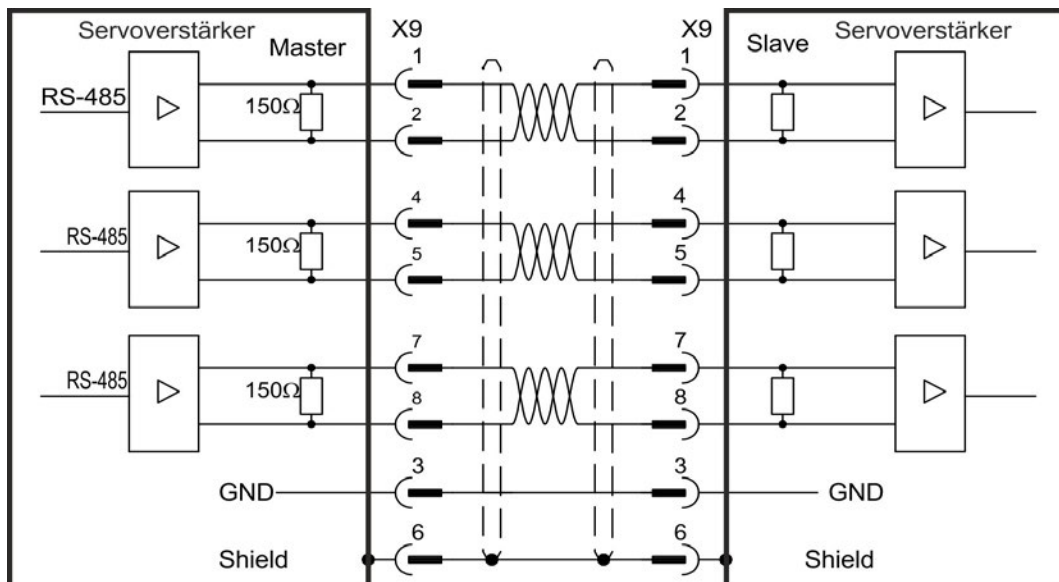 Servoverstärker
Master
X9
X9
Slave
Servoverstärker
1
1
RS-485
150Ω
2
2
4
4
RS-485
150Ω
5
5
7
7
RS-485
150Ω
8
8
3
3
GND
GND
6
6
Shield
Shield